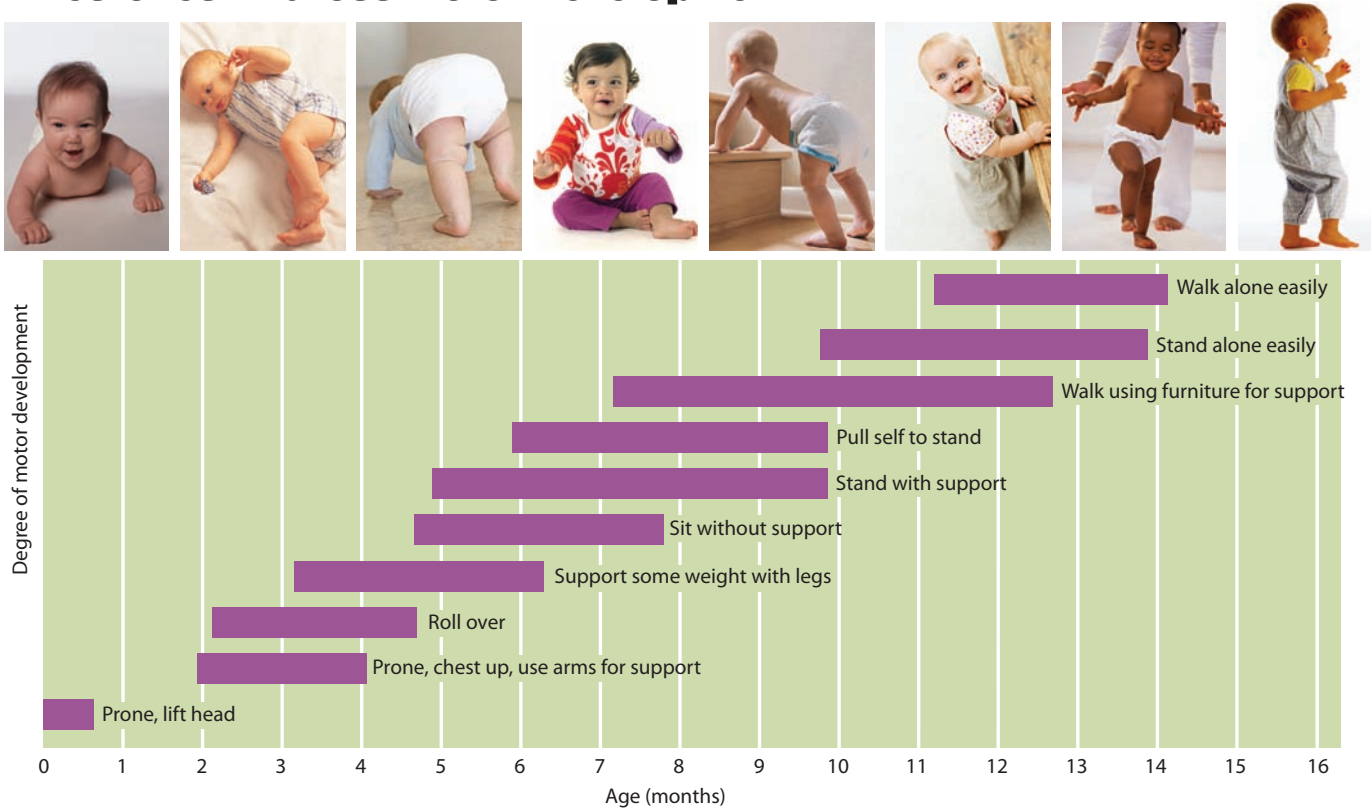 Walk alone easily
Stand alone easily
Walk using furniture for support
Pull self to stand
Stand with support
Sit without support
Support some weight with legs
Roll over
Prone, chest up, use arms for support
Prone, lift head
Degree of motor development
0 1 2 3 4 5 6 7 8 9 10 11 12 13 14 15 16
Age (months)